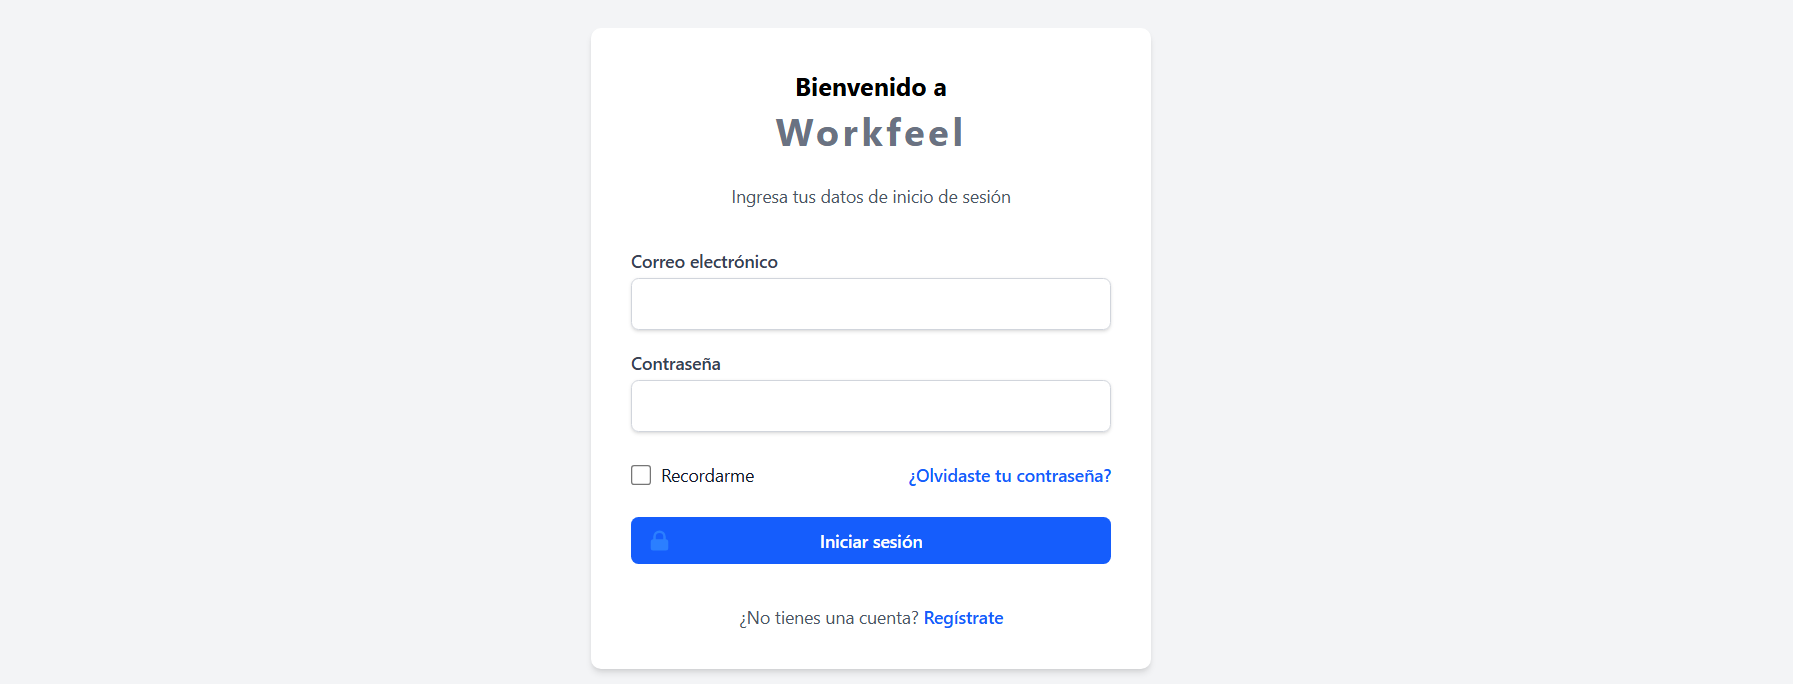 Bienvenido a
Workfeel
Ingresa tus datos de inicio de sesión
Correo electrónico
Contraseña
Recordarme
¿Olvidaste tu contraseña?
Iniciar sesión
¿No tienes una cuenta? Regístrate